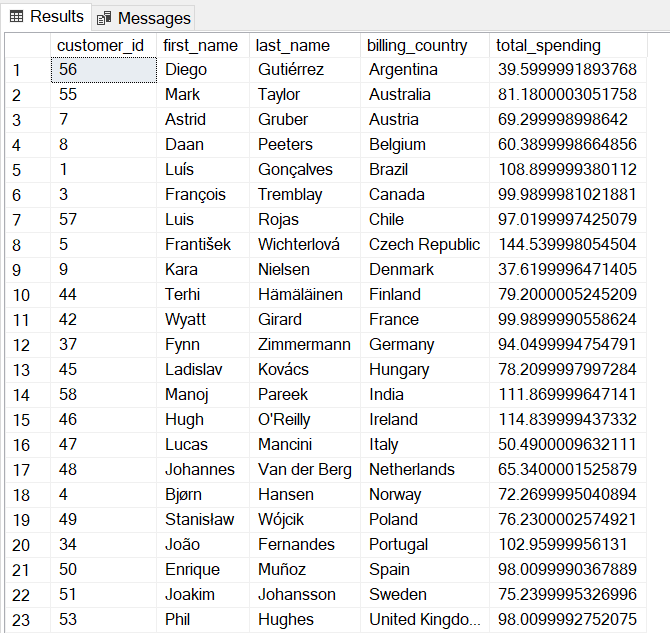 Results Messages
customer_id first_name last_name billing_country total_spending
1 56 Diego Gutiérrez Argentina 39.5999991893768
2 55 Mark Taylor Australia 81.1800003051758
3 7 Astrid Gruber Austria 69.299998998642
4 8 Daan Peeters Belgium 60.3899998664856
5 1 Luís Gonçalves Brazil 108.899999380112
6 3 François Tremblay Canada 99.9899981021881
7 57 Luis Rojas Chile 97.0199997425079
8 5 František Wichterlová Czech Republic 144.539998054504
9 9 Kara Nielsen Denmark 37.6199996471405
10 44 Terhi Hämäläinen Finland 79.2000005245209
11 42 Wyatt Girard France 99.9899990558624
12 37 Fynn Zimmermann Germany 94.0499994754791
13 45 Ladislav Kovács Hungary 78.2099997997284
14 58 Manoj Pareek India 111.869999647141
15 46 Hugh O'Reilly Ireland 114.839999437332
16 47 Lucas Mancini Italy 50.4900009632111
17 48 Johannes Van der Berg Netherlands 65.3400001525879
18 4 Bjørn Hansen Norway 72.2699995040894
19 49 Stanisław Wójcik Poland 76.2300002574921
20 34 João Fernandes Portugal 102.95999956131
21 50 Enrique Muñoz Spain 98.0099990367889
22 51 Joakim Johansson Sweden 75.2399995326996
23 53 Phil Hughes United Kingdo... 98.0099992752075